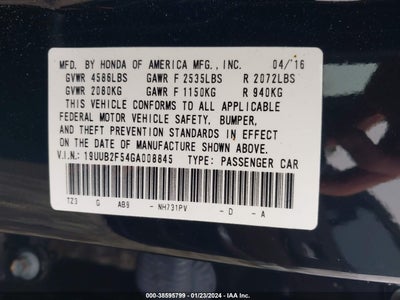 MFD. BY HONDA OF AMERICA MFG., INC. 04/'16
GVWR 4586LBS GAWR F 2535LBS R 2072LBS
GVWR 2080KG GAWR F 1150KG R 940KG
THIS VEHICLE CONFORMS TO ALL APPLICABLE
FEDERAL MOTOR VEHICLE SAFETY, BUMPER,
AND THEFT PREVENTION STANDARDS IN EFFECT
ON THE DATE OF MANUFACTURE SHOWN ABOVE.
V.I.N.: 19UUB2F54GA008645 TYPE: PASSENGER CAR
TZ3 G AB9 - NH731PV - D - A
000-38595799 - 01/23/2024 - IAA Inc.